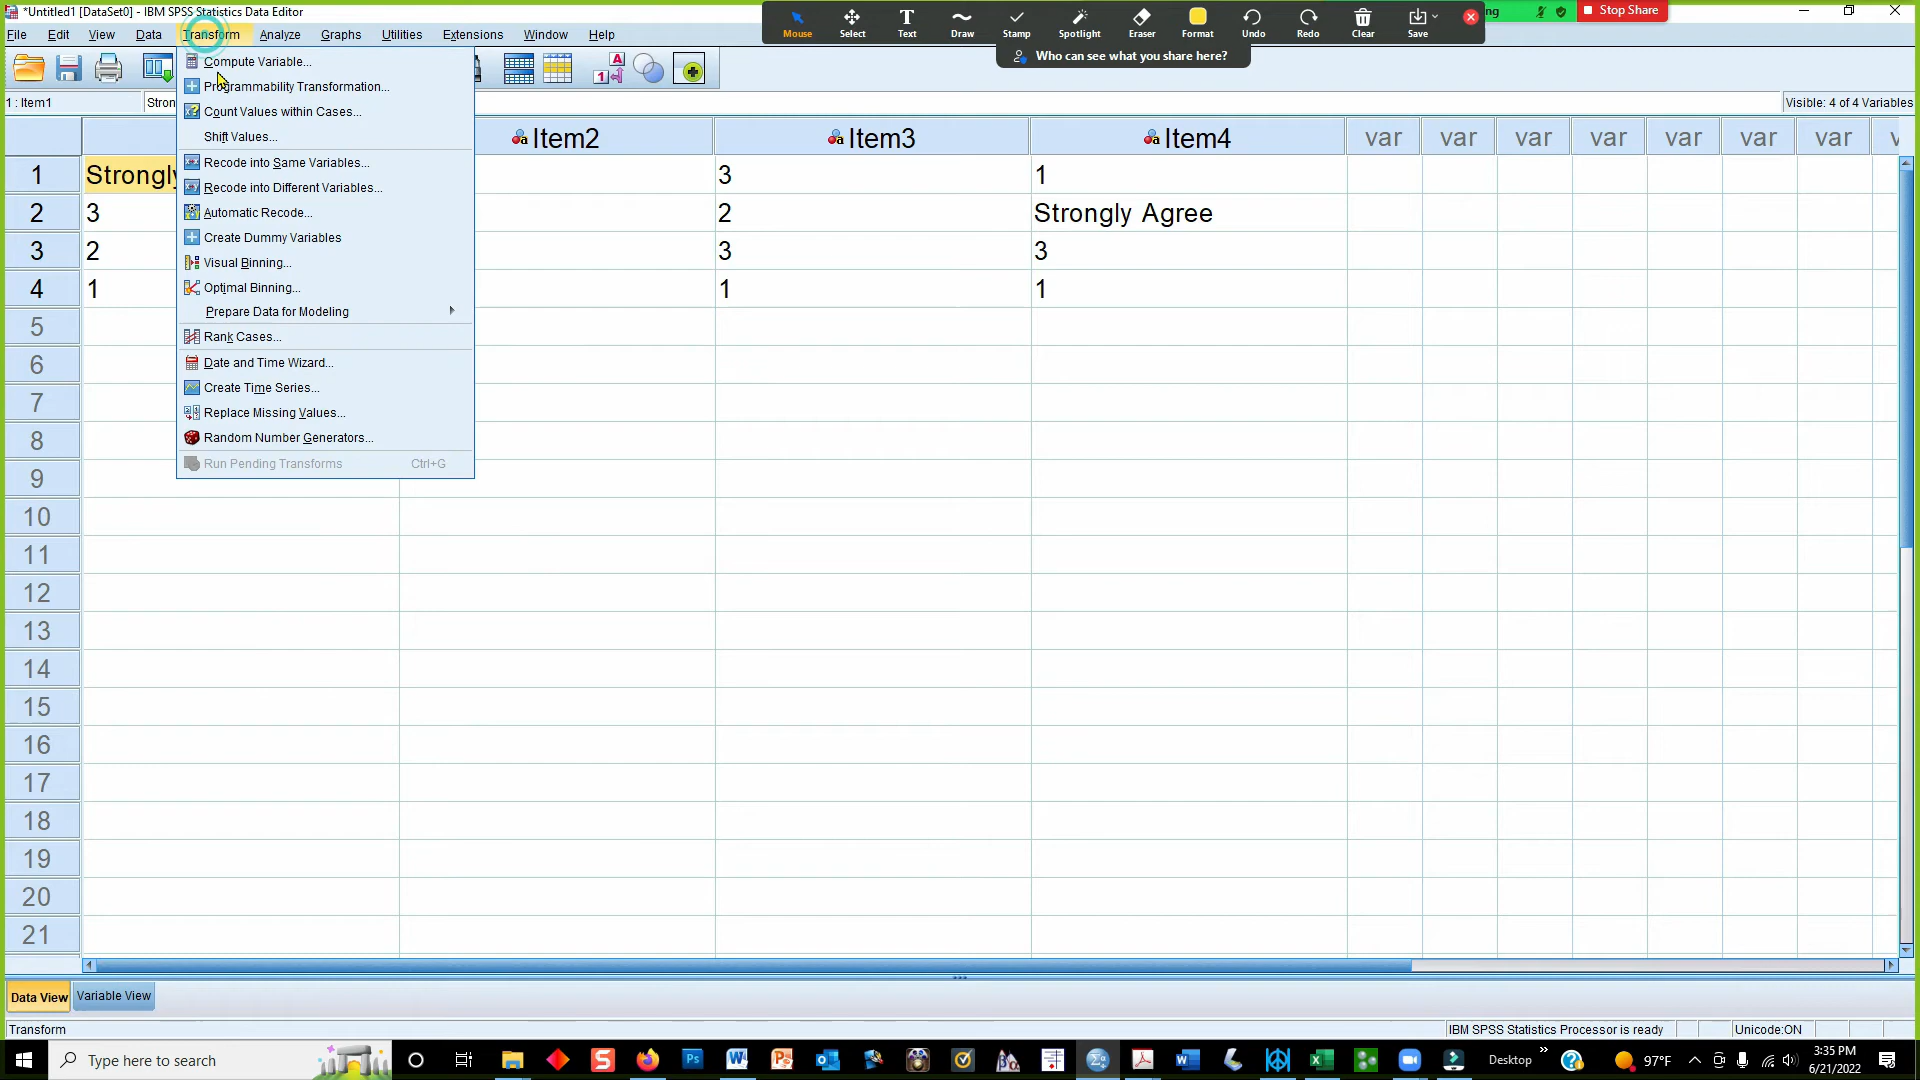 *Untitled1 [DataSet0] - IBM SPSS Statistics Data Editor
File Edit View Data Transform Analyze Graphs Utilities Extensions Window Help
Mouse Select Text Draw Stamp Spotlight Eraser Format Undo Redo Clear Save
ng Stop Share
Who can see what you share here?
1 : Item1 Stron Visible: 4 of 4 Variables
Compute Variable...
Programmability Transformation...
Count Values within Cases...
Shift Values...
Recode into Same Variables...
Recode into Different Variables...
Automatic Recode...
Create Dummy Variables
Visual Binning...
Optimal Binning...
Prepare Data for Modeling
Rank Cases...
Date and Time Wizard...
Create Time Series...
Replace Missing Values...
Random Number Generators...
Run Pending Transforms Ctrl+G
Item2 Item3 Item4 var var var var var var var
1 Strongly 3 1
2 3 2 Strongly Agree
3 2 3 3
4 1 1 1
5
6
7
8
9
10
11
12
13
14
15
16
17
18
19
20
21
Data View Variable View
Transform IBM SPSS Statistics Processor is ready Unicode:ON
Type here to search Desktop 97°F 3:35 PM
6/21/2022